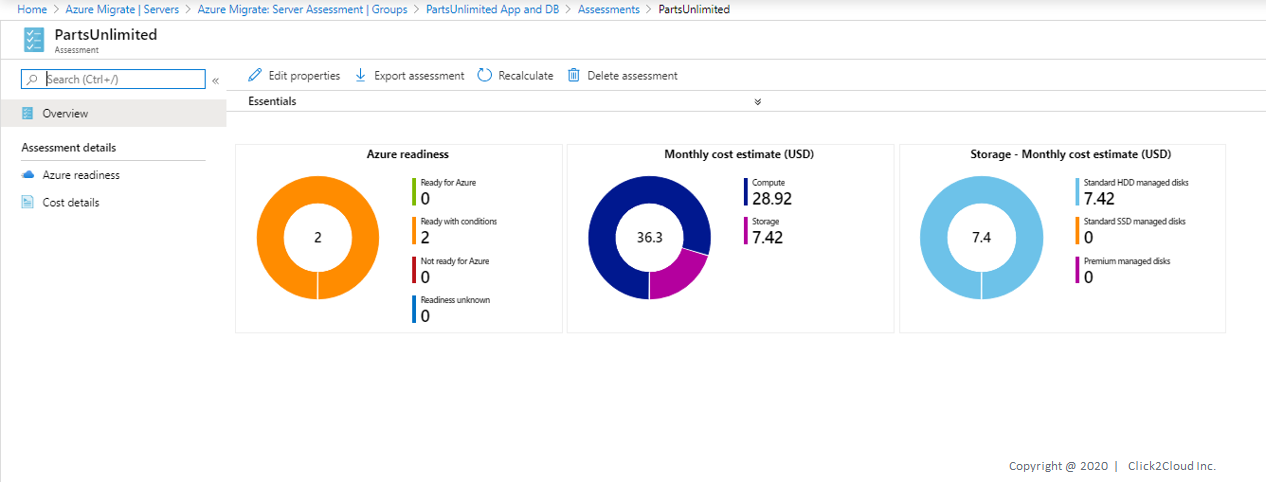 Home > Azure Migrate | Servers > Azure Migrate: Server Assessment | Groups > PartsUnlimited App and DB > Assessments > PartsUnlimited
PartsUnlimited
Assessment
Search (Ctrl+/)
«
Edit properties
Export assessment
Recalculate
Delete assessment
Essentials
Overview
Assessment details
Azure readiness
Cost details
Azure readiness
2
Ready for Azure
0
Ready with conditions
2
Not ready for Azure
0
Readiness unknown
0
Monthly cost estimate (USD)
36.3
Compute
28.92
Storage
7.42
Storage - Monthly cost estimate (USD)
7.4
Standard HDD managed disks
7.42
Standard SSD managed disks
0
Premium managed disks
0
Copyright @ 2020 | Click2Cloud Inc.